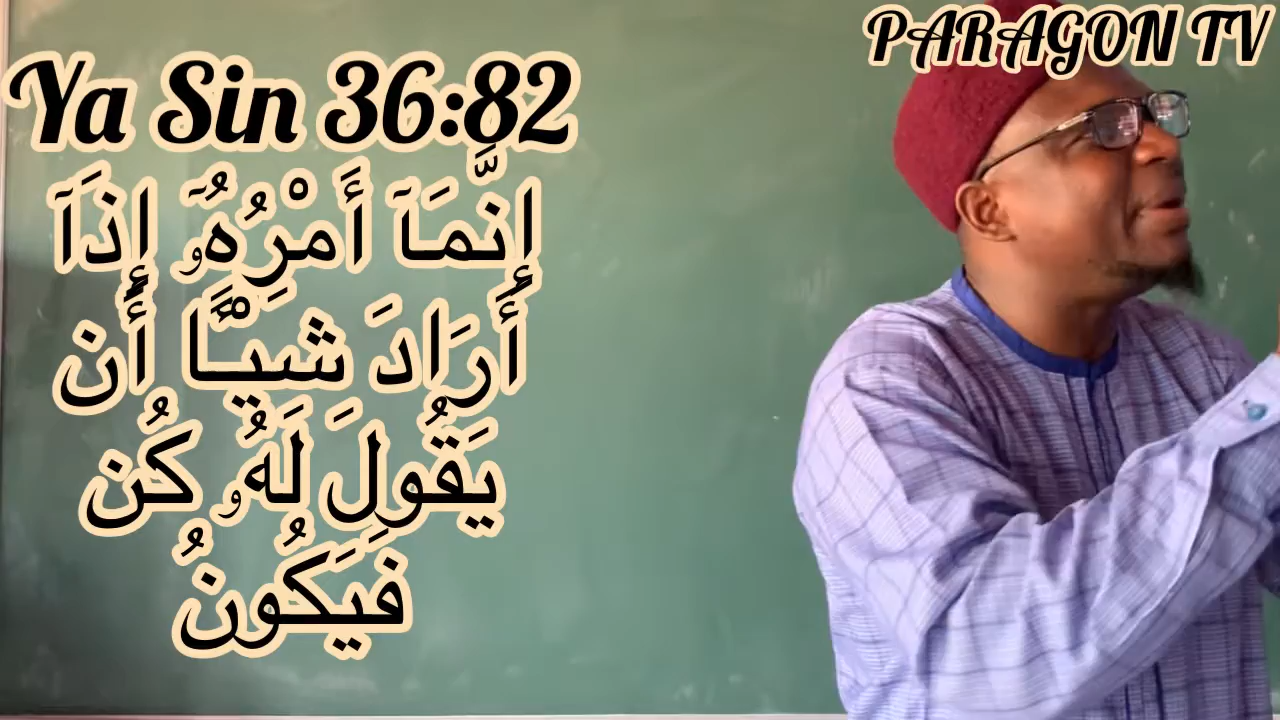 PARAGON TV
Ya Sin 36:82
إِنَّمَآ أَمْرُهُۥٓ إِذَآ
أَرَادَ شَيْـًٔا أَن
يَقُولَ لَهُۥ كُن
فَيَكُونُ